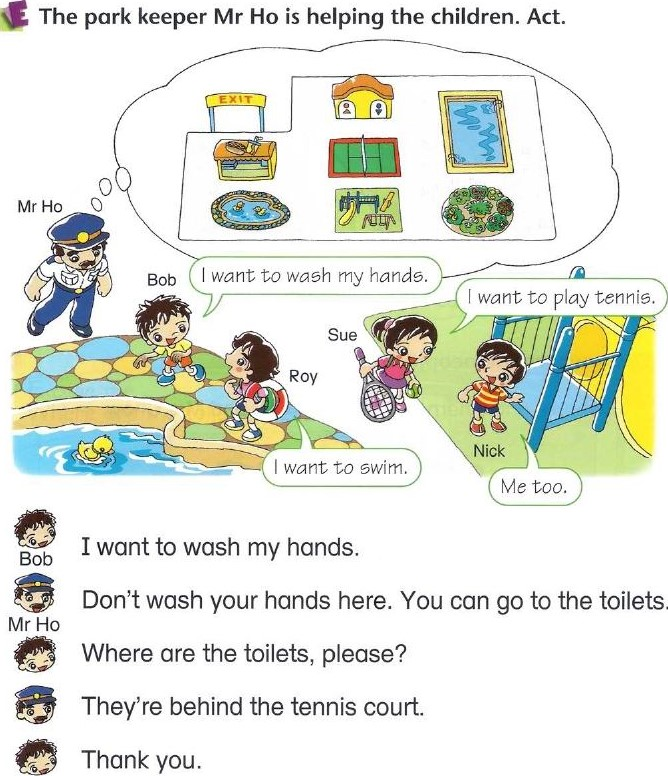 E The park keeper Mr Ho is helping the children. Act.
EXIT
Mr Ho
Bob
I want to wash my hands.
I want to play tennis.
Sue
Roy
Nick
I want to swim.
Me too.
Bob
I want to wash my hands.
Mr Ho
Don't wash your hands here. You can go to the toilets.
Where are the toilets, please?
They're behind the tennis court.
Thank you.